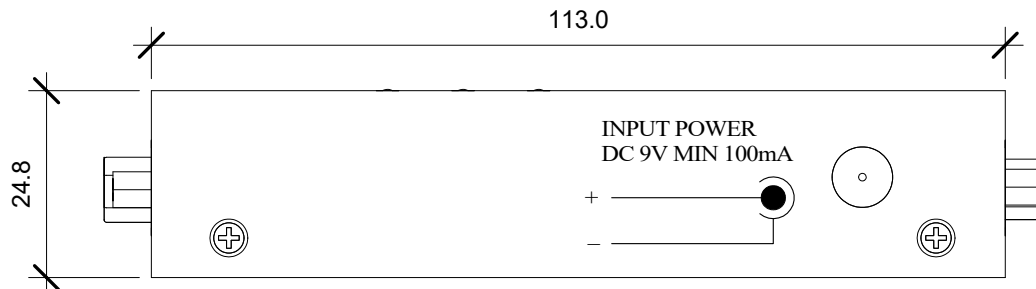 113.0
24.8
INPUT POWER
DC 9V MIN 100mA
+
–